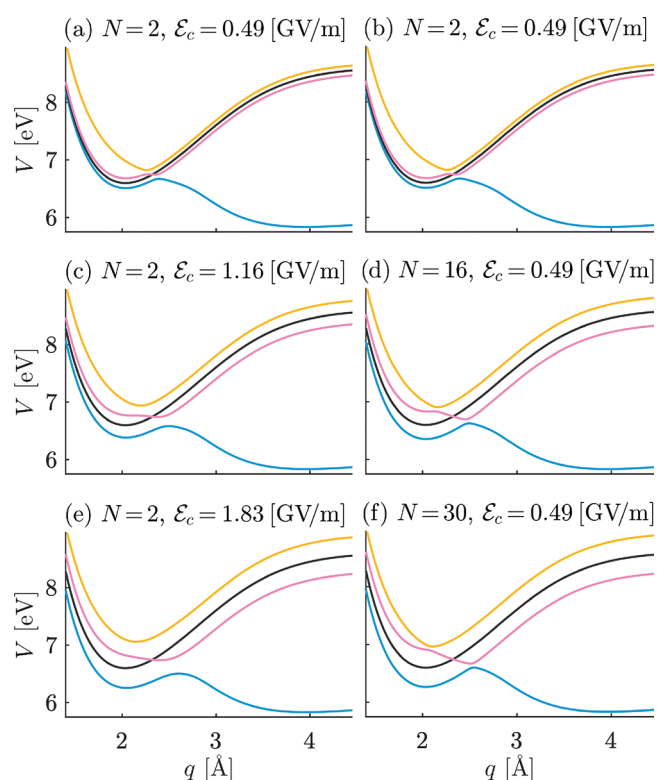 (a) N=2, ℰc=0.49 [GV/m]
(b) N=2, ℰc=0.49 [GV/m]
V [eV]
8
7
6
(c) N=2, ℰc=1.16 [GV/m]
(d) N=16, ℰc=0.49 [GV/m]
V [eV]
8
7
6
(e) N=2, ℰc=1.83 [GV/m]
(f) N=30, ℰc=0.49 [GV/m]
V [eV]
8
7
6
2 3 4 2 3 4
q [Å] q [Å]